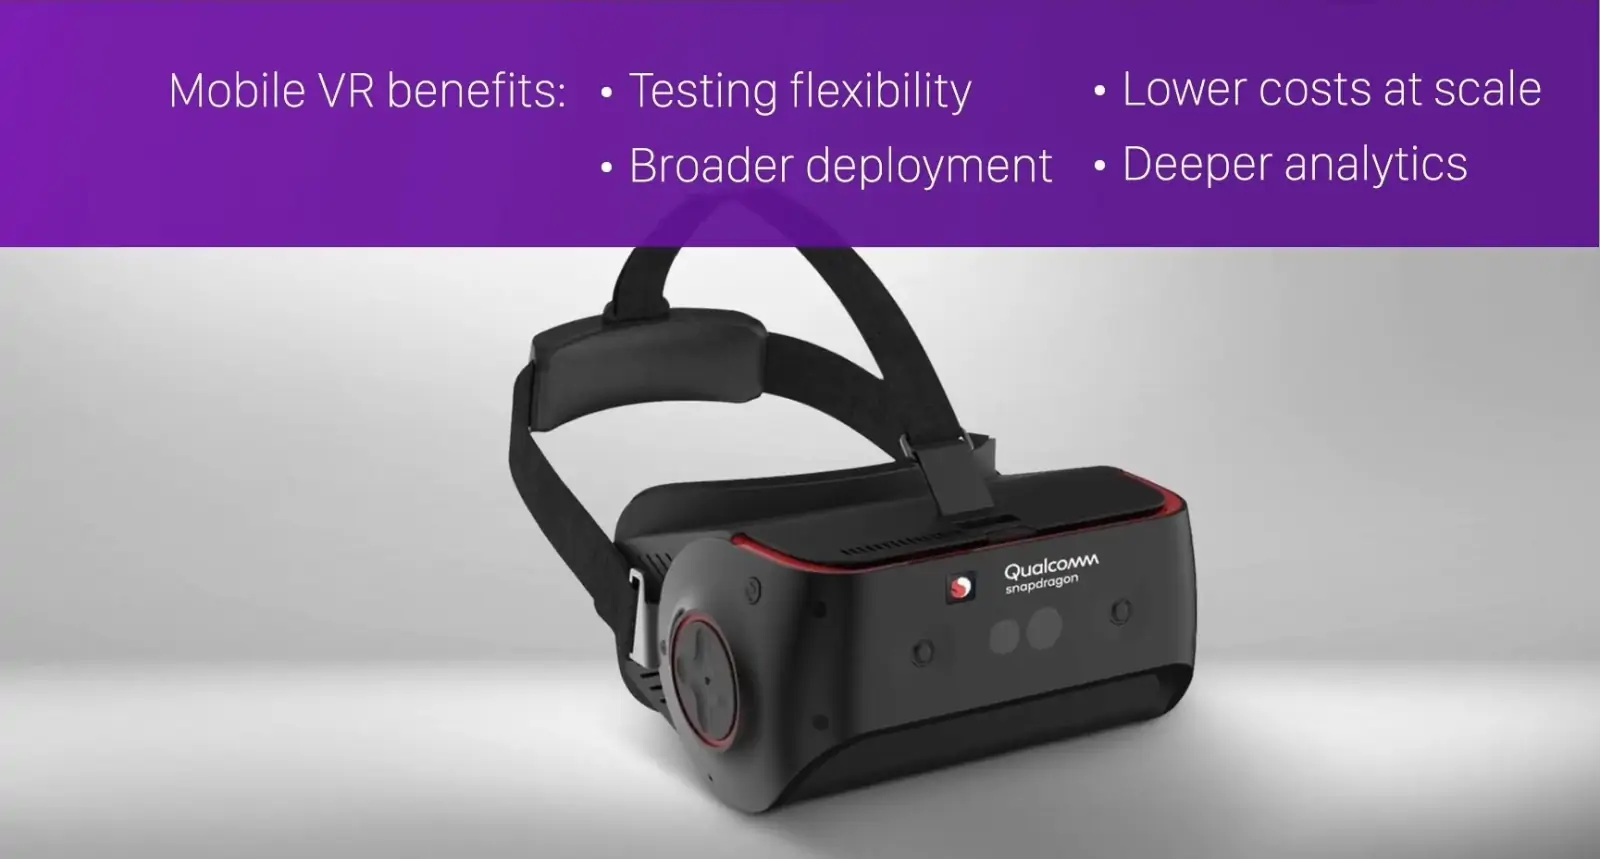 Mobile VR benefits:
• Testing flexibility
• Broader deployment
• Lower costs at scale
• Deeper analytics
Qualcomm
snapdragon